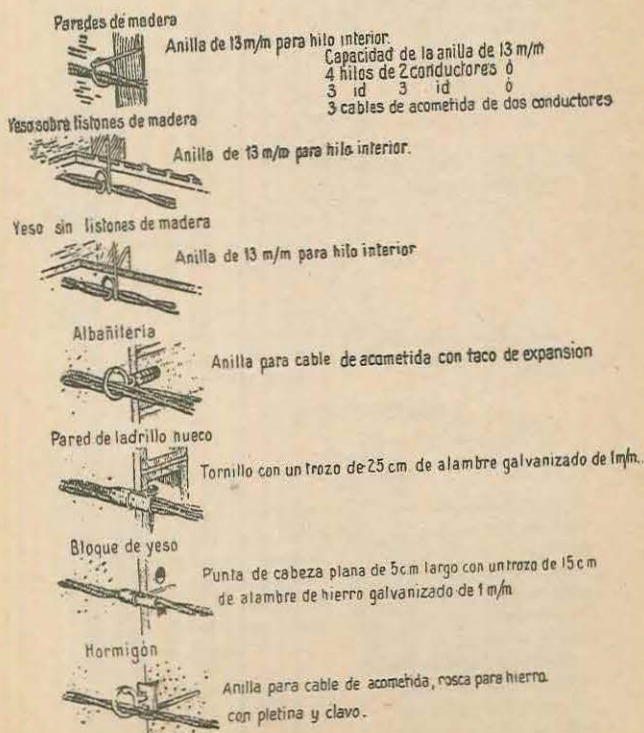 Paredes de madera
Anilla de 13 m/m para hilo interior.
Capacidad de la anilla de 13 m/m
4 hilos de 2 conductores ò
3 id 3 id ò
3 cables de acometida de dos conductores
Yeso sobre listones de madera
Anilla de 13 m/m para hilo interior.
Yeso sin listones de madera
Anilla de 13 m/m para hilo interior
Albañilería
Anilla para cable de acometida con taco de expansion
Pared de ladrillo hueco
Tornillo con un trozo de 25 cm. de alambre galvanizado de 1 m/m.
Bloque de yeso
Punta de cabeza plana de 5 cm largo con un trozo de 15 cm
de alambre de hierro galvanizado de 1 m/m
Hormigón
Anilla para cable de acometida, rosca para hierro
con pletina y clavo.